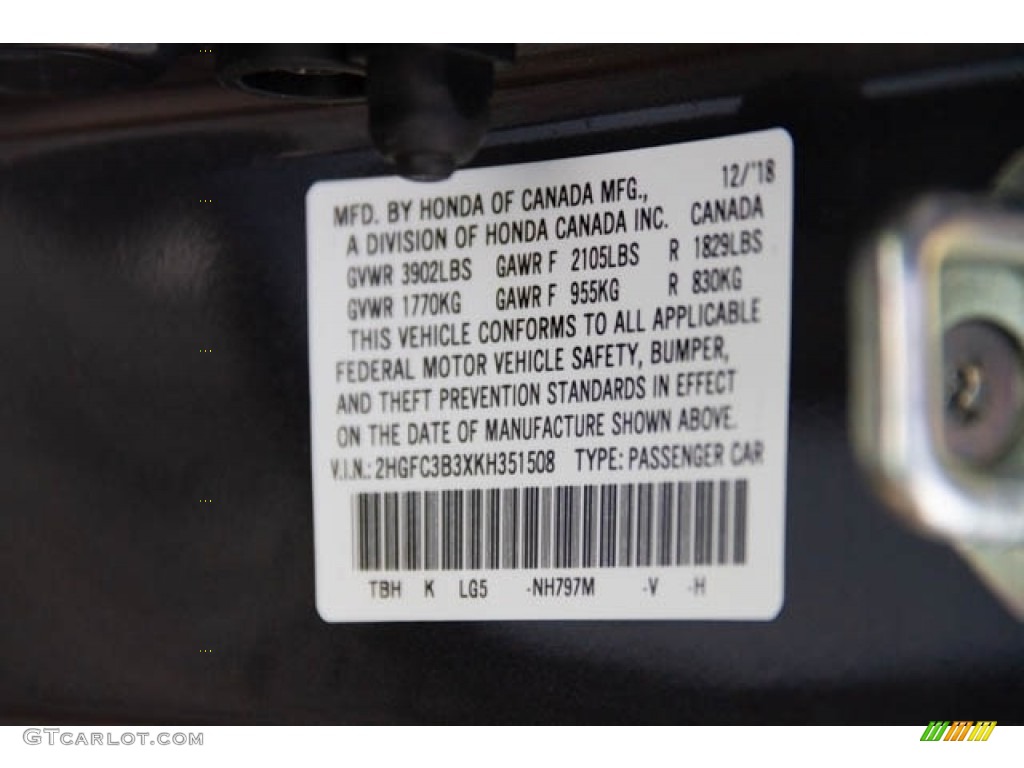 12/'18
MFD. BY HONDA OF CANADA MFG.,
A DIVISION OF HONDA CANADA INC. CANADA
GVWR 3902LBS GAWR F 2105LBS R 1829LBS
GVWR 1770KG GAWR F 955KG R 830KG
THIS VEHICLE CONFORMS TO ALL APPLICABLE
FEDERAL MOTOR VEHICLE SAFETY, BUMPER,
AND THEFT PREVENTION STANDARDS IN EFFECT
ON THE DATE OF MANUFACTURE SHOWN ABOVE.
V.I.N.: 2HGFC3B3XKH351508 TYPE: PASSENGER CAR
TBH K LG5 -NH797M -V -H
GTCARLOT.COM